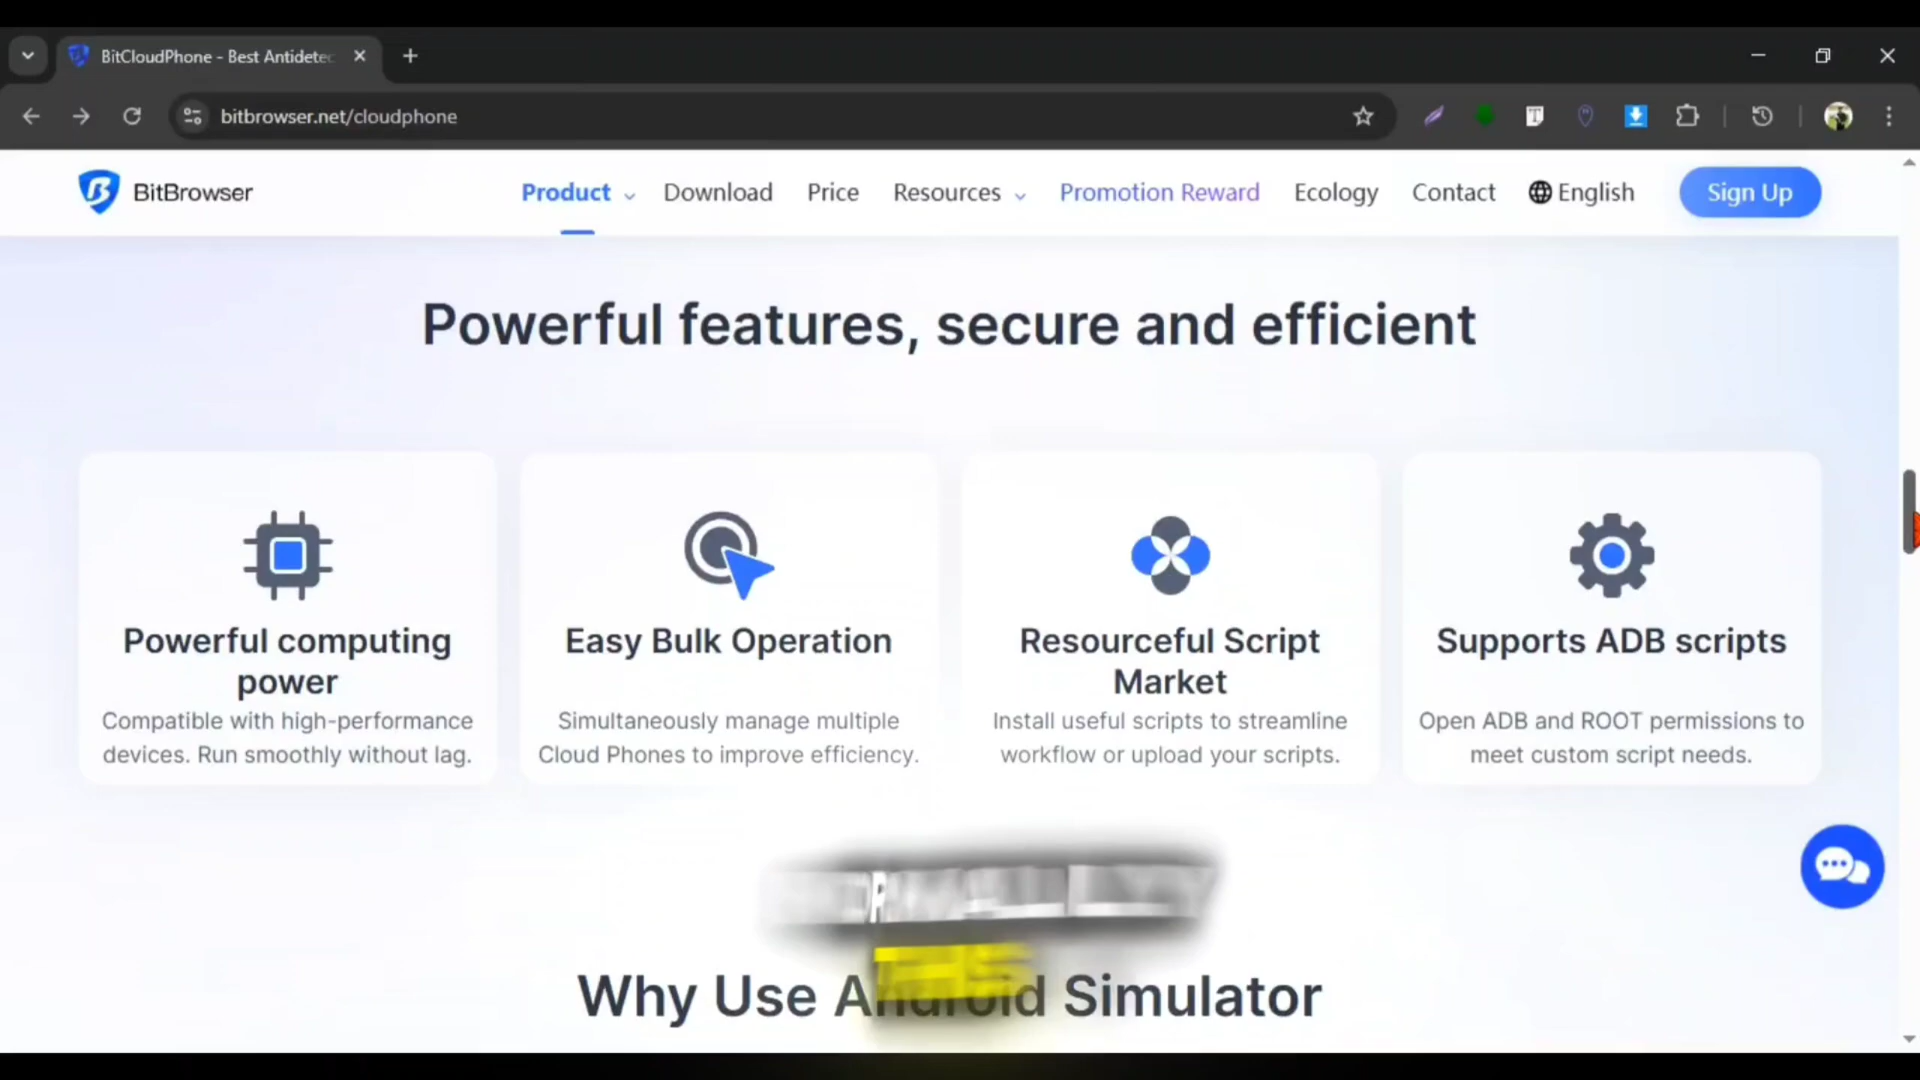 BitCloudPhone - Best Antidetec
bitbrowser.net/cloudphone
BitBrowser
Product Download Price Resources Promotion Reward Ecology Contact English Sign Up
Powerful features, secure and efficient
Powerful computing
power
Compatible with high-performance
devices. Run smoothly without lag.
Easy Bulk Operation
Simultaneously manage multiple
Cloud Phones to improve efficiency.
Resourceful Script
Market
Install useful scripts to streamline
workflow or upload your scripts.
Supports ADB scripts
Open ADB and ROOT permissions to
meet custom script needs.
Why Use Android Simulator